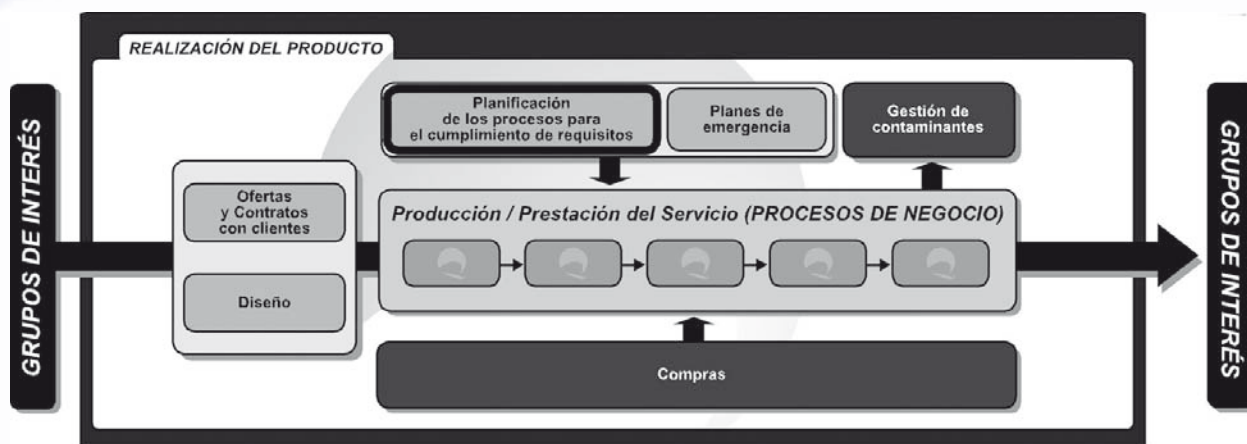 REALIZACIÓN DEL PRODUCTO
GRUPOS DE INTERÉS
Planificación
de los procesos para
el cumplimiento de requisitos
Planes de
emergencia
Gestión de
contaminantes
Ofertas
y Contratos
con clientes
Diseño
Producción / Prestación del Servicio (PROCESOS DE NEGOCIO)
Compras
GRUPOS DE INTERÉS